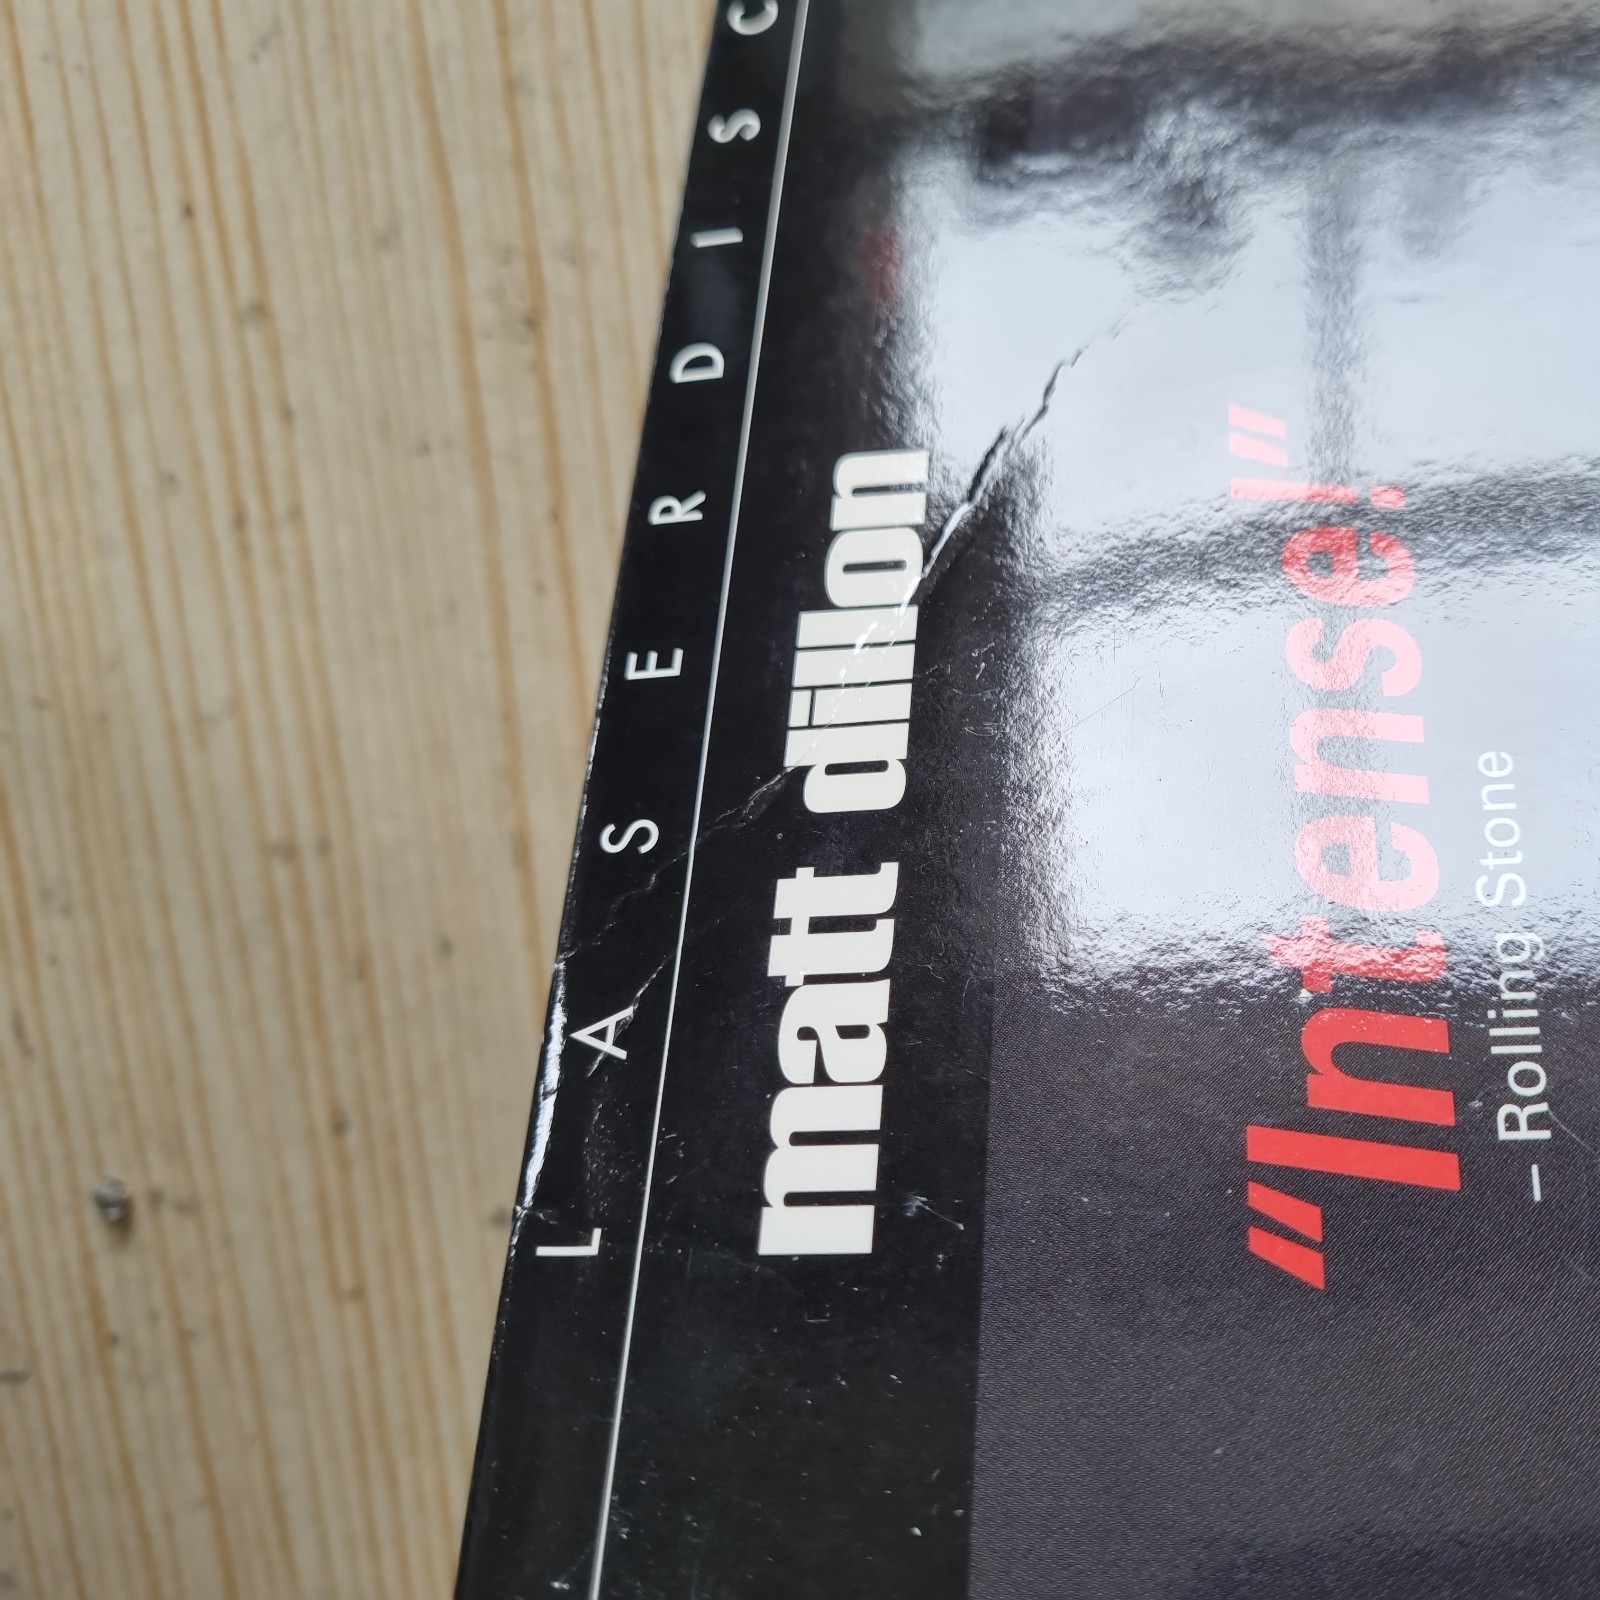 LASERDISC
matt dillon
"Intense!"
– Rolling Stone